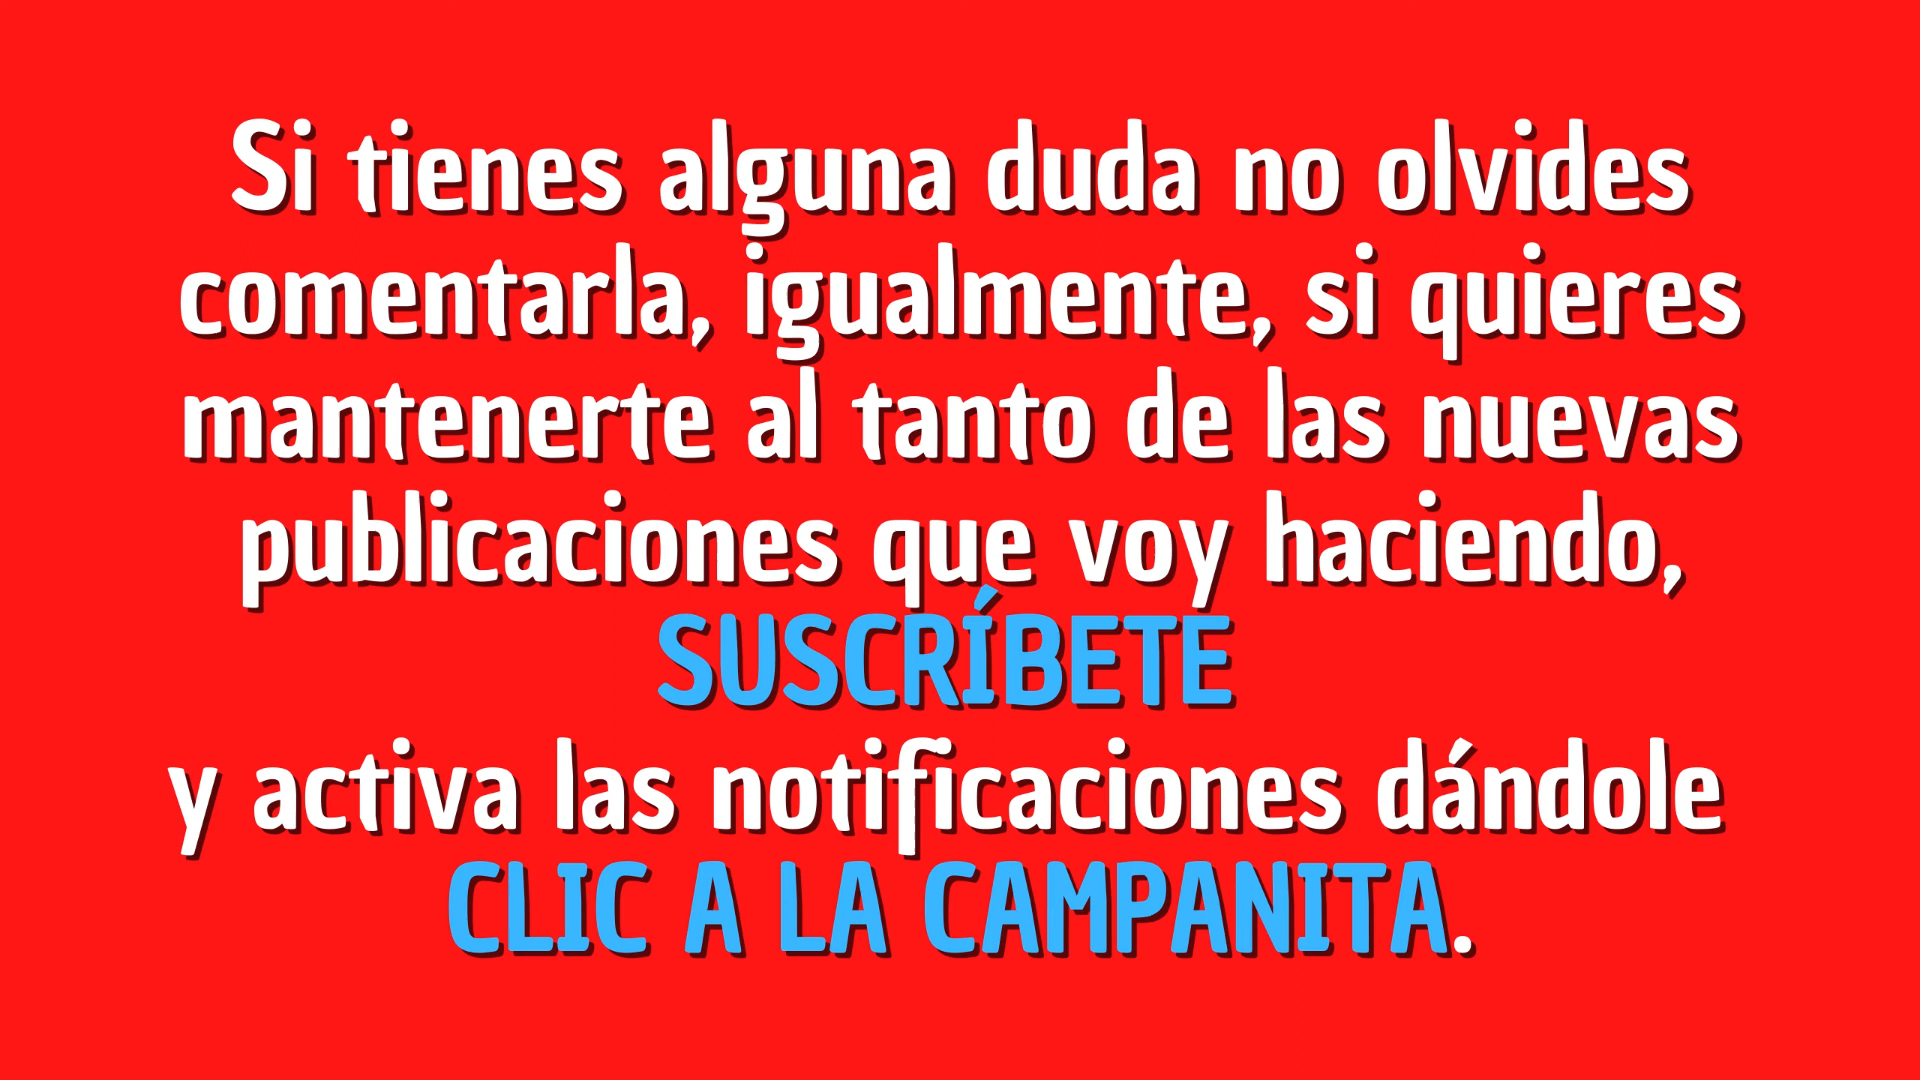 Si tienes alguna duda no olvides
comentarla, igualmente, si quieres
mantenerte al tanto de las nuevas
publicaciones que voy haciendo,
SUSCRÍBETE
y activa las notificaciones dándole
CLIC A LA CAMPANITA.